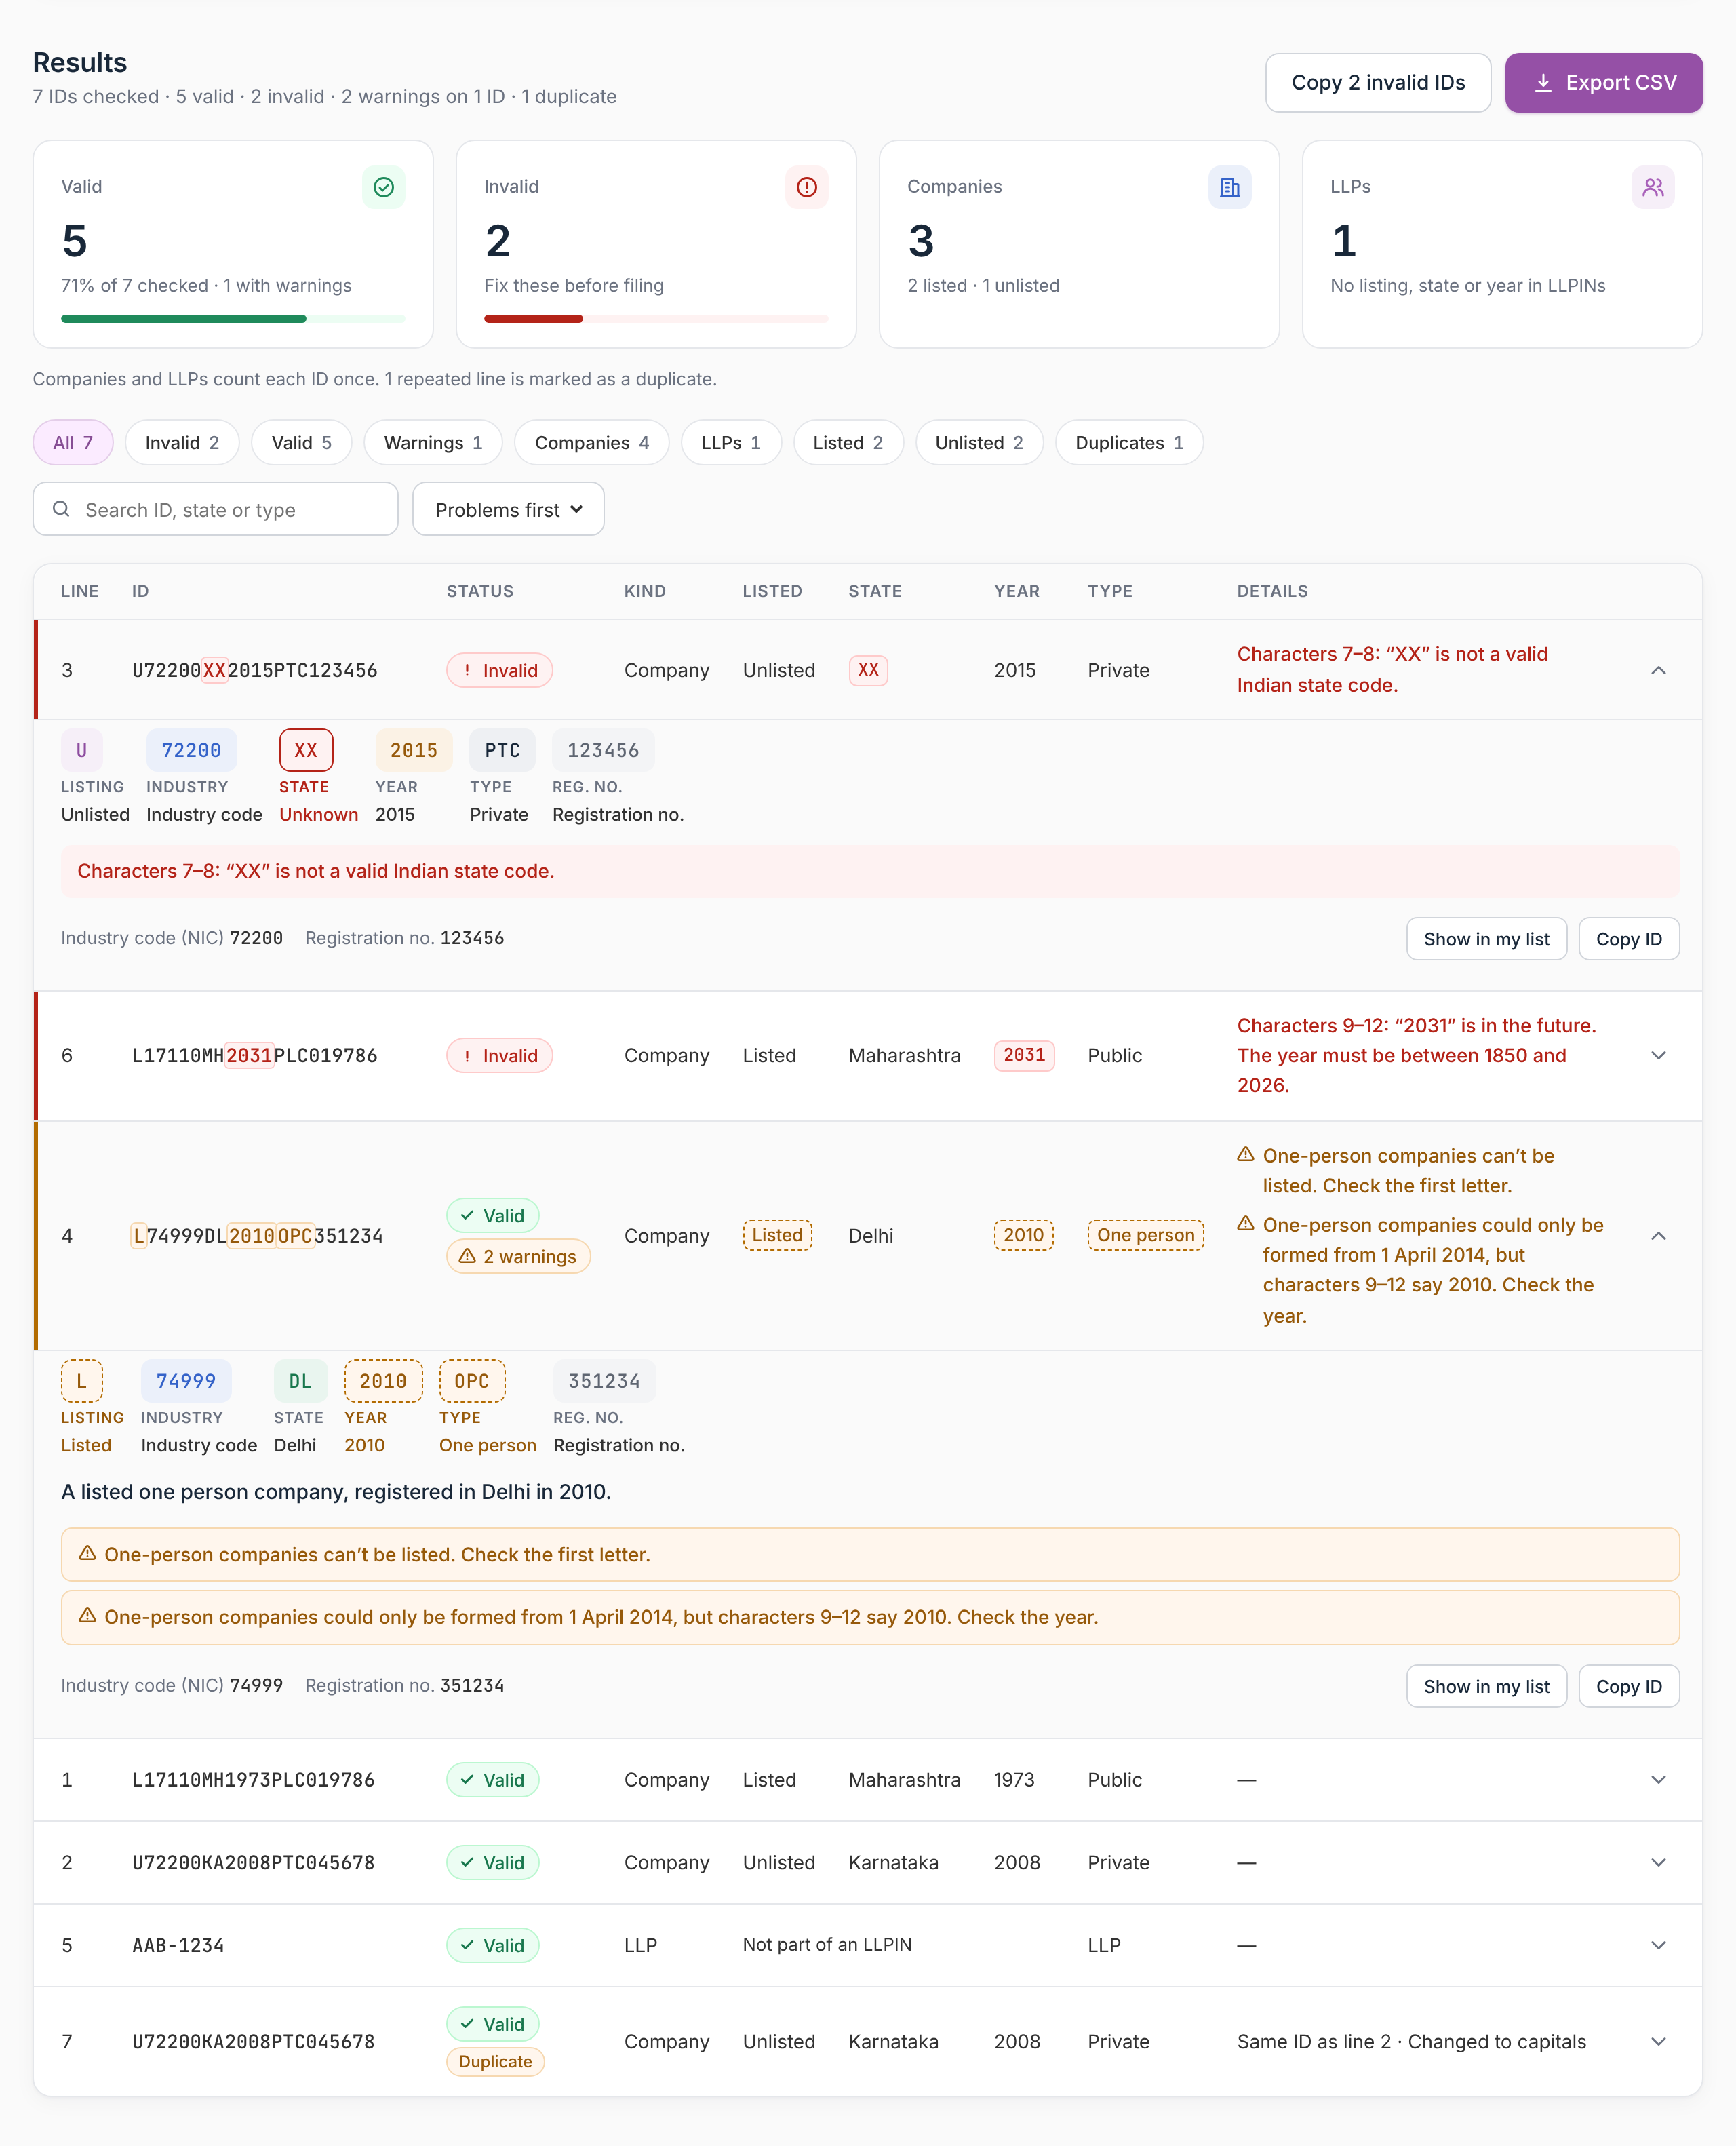 Results
7 IDs checked · 5 valid · 2 invalid · 2 warnings on 1 ID · 1 duplicate
Copy 2 invalid IDs
Export CSV
Valid
5
71% of 7 checked · 1 with warnings
Invalid
2
Fix these before filing
Companies
3
2 listed · 1 unlisted
LLPs
1
No listing, state or year in LLPINs
Companies and LLPs count each ID once. 1 repeated line is marked as a duplicate.
All 7 Invalid 2 Valid 5 Warnings 1 Companies 4 LLPs 1 Listed 2 Unlisted 2 Duplicates 1
Search ID, state or type
Problems first
LINE ID STATUS KIND LISTED STATE YEAR TYPE DETAILS
3 U72200XX2015PTC123456 ! Invalid Company Unlisted XX 2015 Private
Characters 7–8: “XX” is not a valid
Indian state code.
U 72200 XX 2015 PTC 123456
LISTING INDUSTRY STATE YEAR TYPE REG. NO.
Unlisted Industry code Unknown 2015 Private Registration no.
Characters 7–8: “XX” is not a valid Indian state code.
Industry code (NIC) 72200 Registration no. 123456
Show in my list
Copy ID
6 L17110MH2031PLC019786 ! Invalid Company Listed Maharashtra 2031 Public
Characters 9–12: “2031” is in the future.
The year must be between 1850 and
2026.
4 L74999DL2010OPC351234
Valid
2 warnings
Company Listed Delhi 2010 One person
One-person companies can’t be
listed. Check the first letter.
One-person companies could only be
formed from 1 April 2014, but
characters 9–12 say 2010. Check the
year.
L 74999 DL 2010 OPC 351234
LISTING INDUSTRY STATE YEAR TYPE REG. NO.
Listed Industry code Delhi 2010 One person Registration no.
A listed one person company, registered in Delhi in 2010.
One-person companies can’t be listed. Check the first letter.
One-person companies could only be formed from 1 April 2014, but characters 9–12 say 2010. Check the year.
Industry code (NIC) 74999 Registration no. 351234
Show in my list
Copy ID
1 L17110MH1973PLC019786 Valid Company Listed Maharashtra 1973 Public —
2 U72200KA2008PTC045678 Valid Company Unlisted Karnataka 2008 Private —
5 AAB-1234 Valid LLP Not part of an LLPIN LLP —
7 U72200KA2008PTC045678
Valid
Duplicate
Company Unlisted Karnataka 2008 Private Same ID as line 2 · Changed to capitals